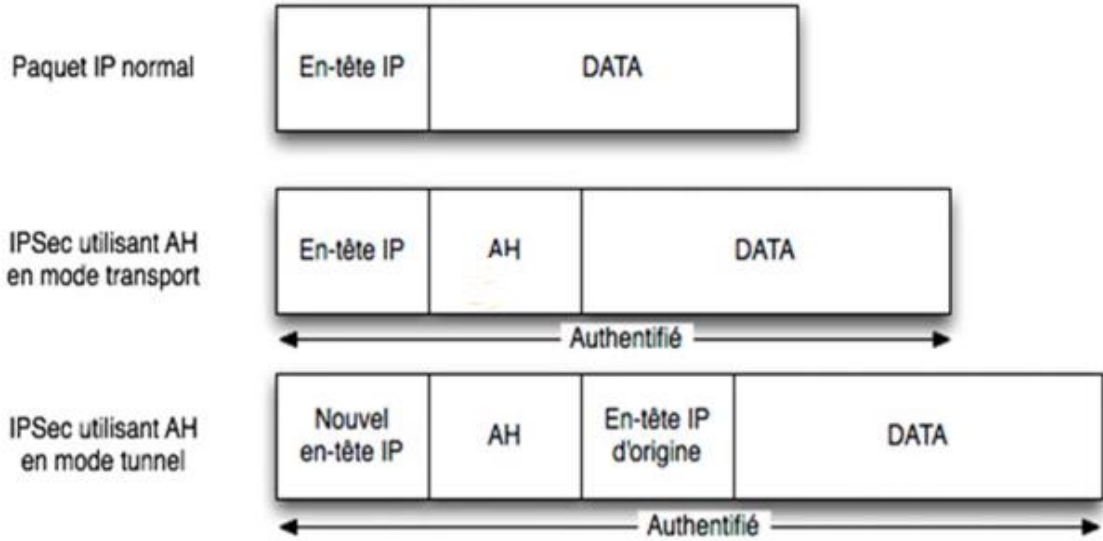 Paquet IP normal
En-tête IP
DATA
IPSec utilisant AH
en mode transport
En-tête IP
AH
DATA
Authentifié
IPSec utilisant AH
en mode tunnel
Nouvel
en-tête IP
AH
En-tête IP
d'origine
DATA
Authentifié